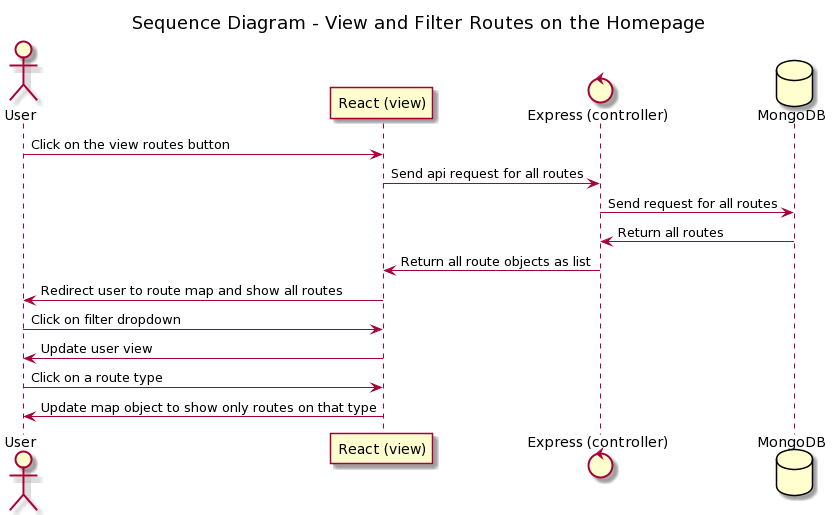 Sequence Diagram - View and Filter Routes on the Homepage
User
React (view)
Express (controller)
MongoDB
Click on the view routes button
Send api request for all routes
Send request for all routes
Return all routes
Return all route objects as list
Redirect user to route map and show all routes
Click on filter dropdown
Update user view
Click on a route type
Update map object to show only routes on that type
User
React (view)
Express (controller)
MongoDB